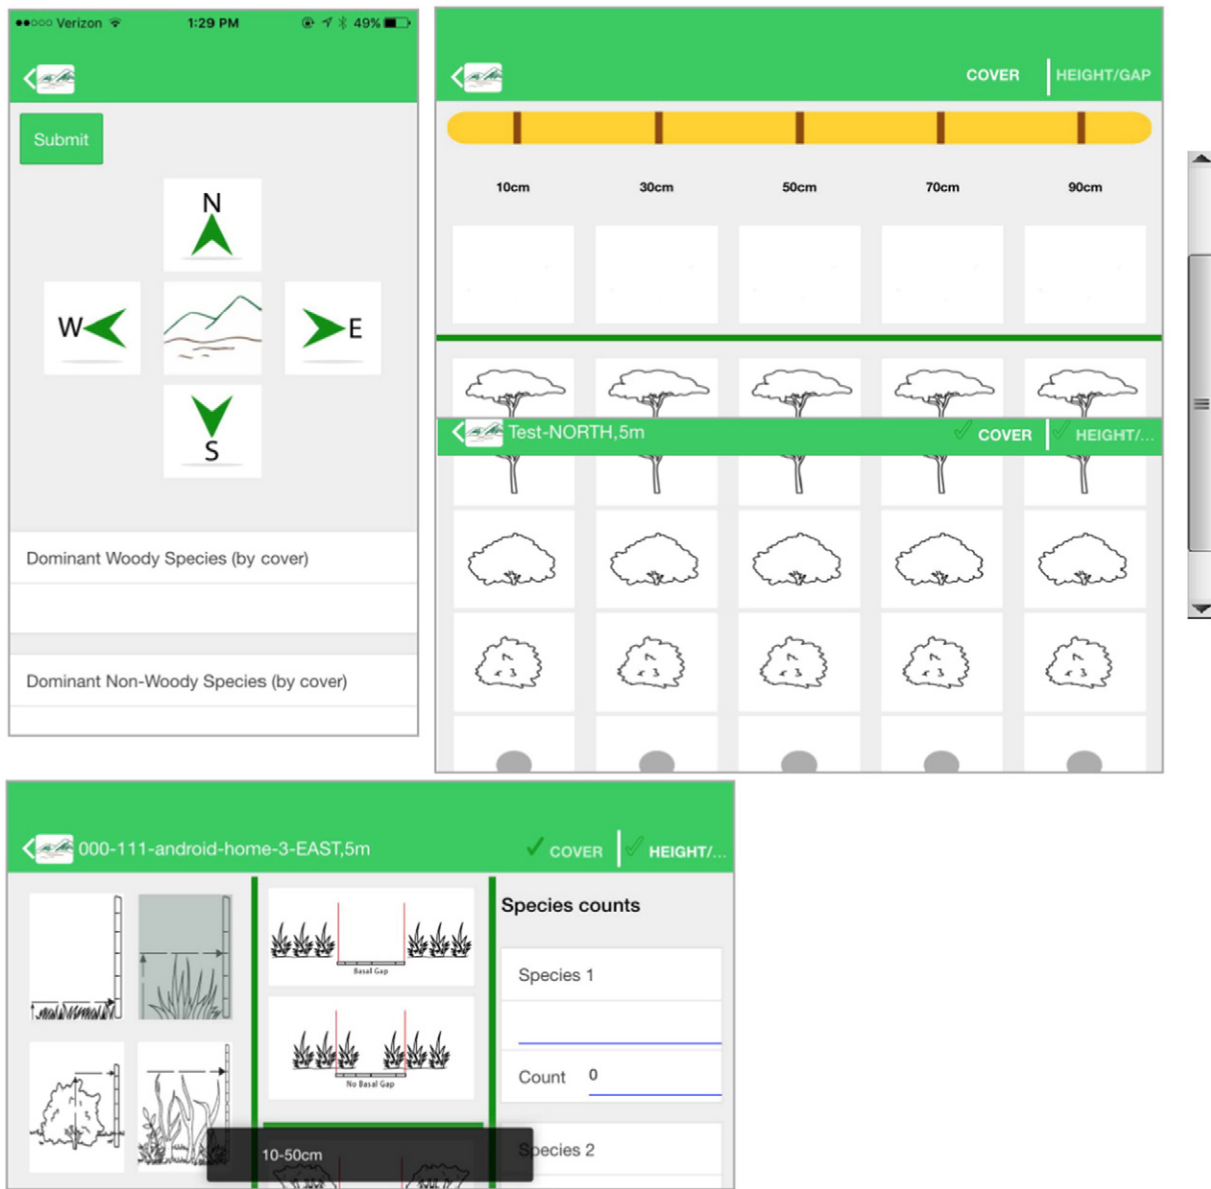 Verizon 1:29 PM 49%
Submit
N
W
E
S
Dominant Woody Species (by cover)
Dominant Non-Woody Species (by cover)
COVER HEIGHT/GAP
10cm 30cm 50cm 70cm 90cm
Test-NORTH,5m COVER HEIGHT/...
000-111-android-home-3-EAST,5m COVER HEIGHT/...
Basal Gap
No Basal Gap
10-50cm
Species counts
Species 1
Count 0
Species 2